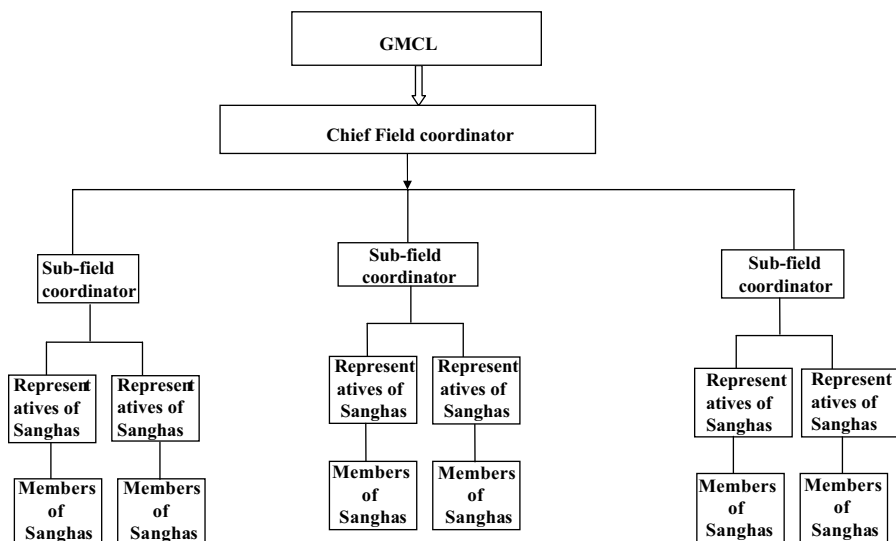 GMCL
Chief Field coordinator
Sub-field
coordinator
Sub-field
coordinator
Sub-field
coordinator
Represent
atives of
Sanghas
Represent
atives of
Sanghas
Represent
atives of
Sanghas
Represent
atives of
Sanghas
Represent
atives of
Sanghas
Represent
atives of
Sanghas
Members
of
Sanghas
Members
of
Sanghas
Members
of
Sanghas
Members
of
Sanghas
Members
of
Sanghas
Members
of
Sanghas